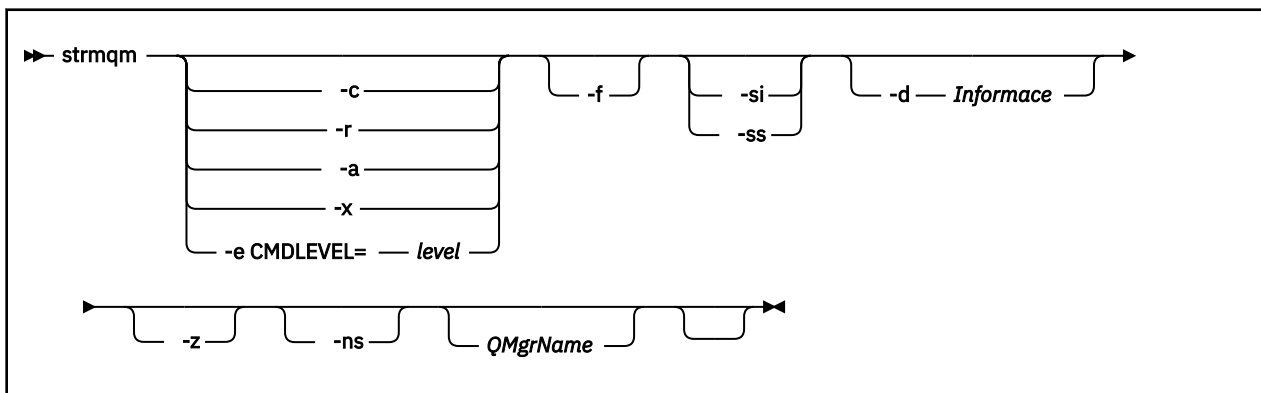 strmqm
-c
-r
-a
-x
-e CMDLEVEL= level
-f
-si
-ss
-d Informace
-z
-ns
QMgrName